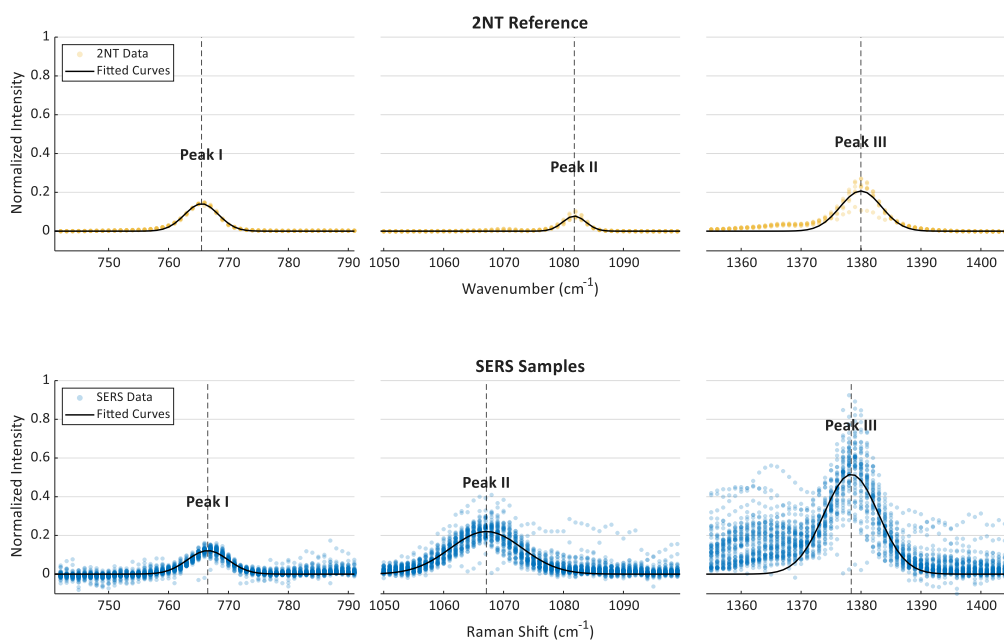 2NT Reference
Normalized Intensity
1
0.8
0.6
0.4
0.2
0
2NT Data
Fitted Curves
Peak I
Peak II
Peak III
750 760 770 780 790
1050 1060 1070 1080 1090
1360 1370 1380 1390 1400
Wavenumber (cm-1)
SERS Samples
Normalized Intensity
1
0.8
0.6
0.4
0.2
0
SERS Data
Fitted Curves
Peak I
Peak II
Peak III
750 760 770 780 790
1050 1060 1070 1080 1090
1360 1370 1380 1390 1400
Raman Shift (cm-1)